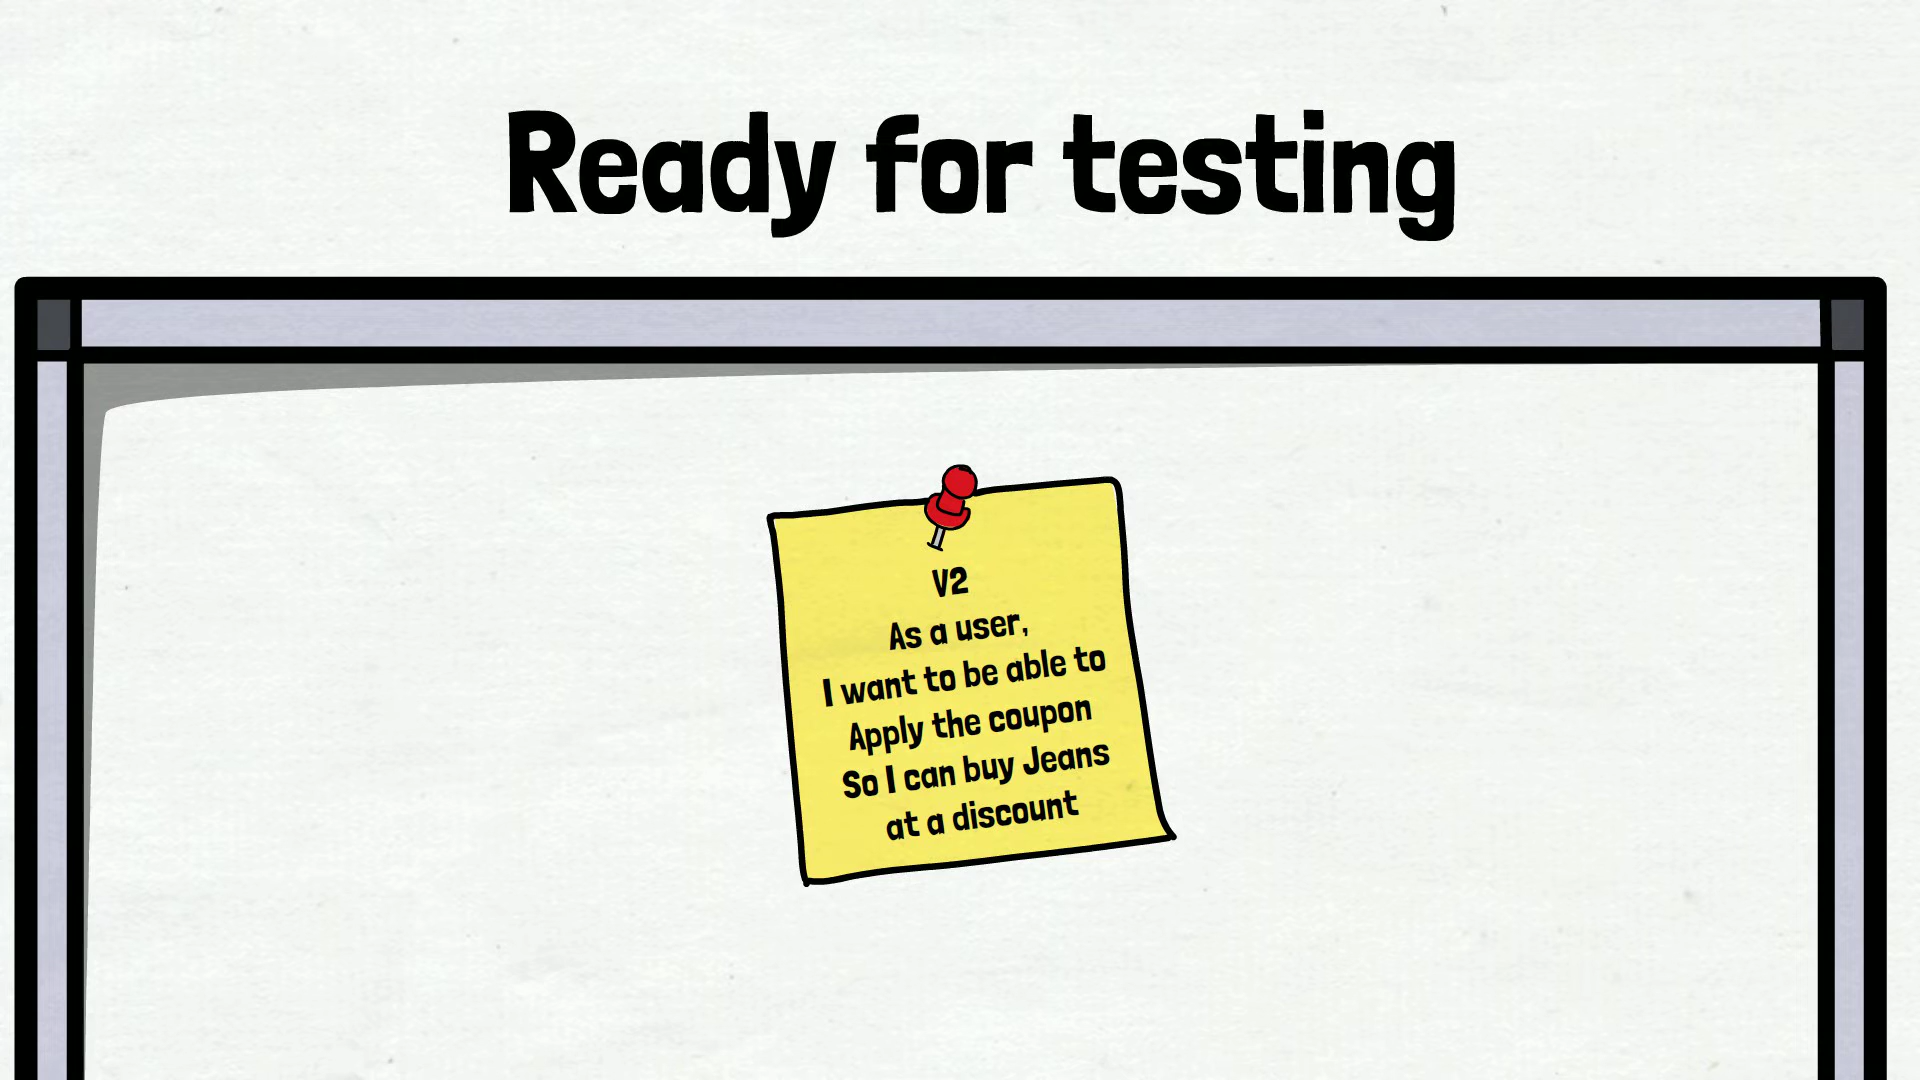 Ready for testing
V2
As a user,
I want to be able to
Apply the coupon
So I can buy Jeans
at a discount